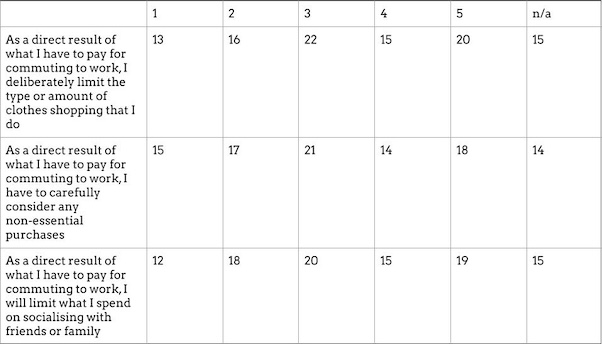 1 2 3 4 5 n/a
As a direct result of 13 16 22 15 20 15
what I have to pay for
commuting to work, I
deliberately limit the
type or amount of
clothes shopping that I
do
As a direct result of 15 17 21 14 18 14
what I have to pay for
commuting to work, I
have to carefully
consider any
non-essential
purchases
As a direct result of 12 18 20 15 19 15
what I have to pay for
commuting to work, I
will limit what I spend
on socialising with
friends or family